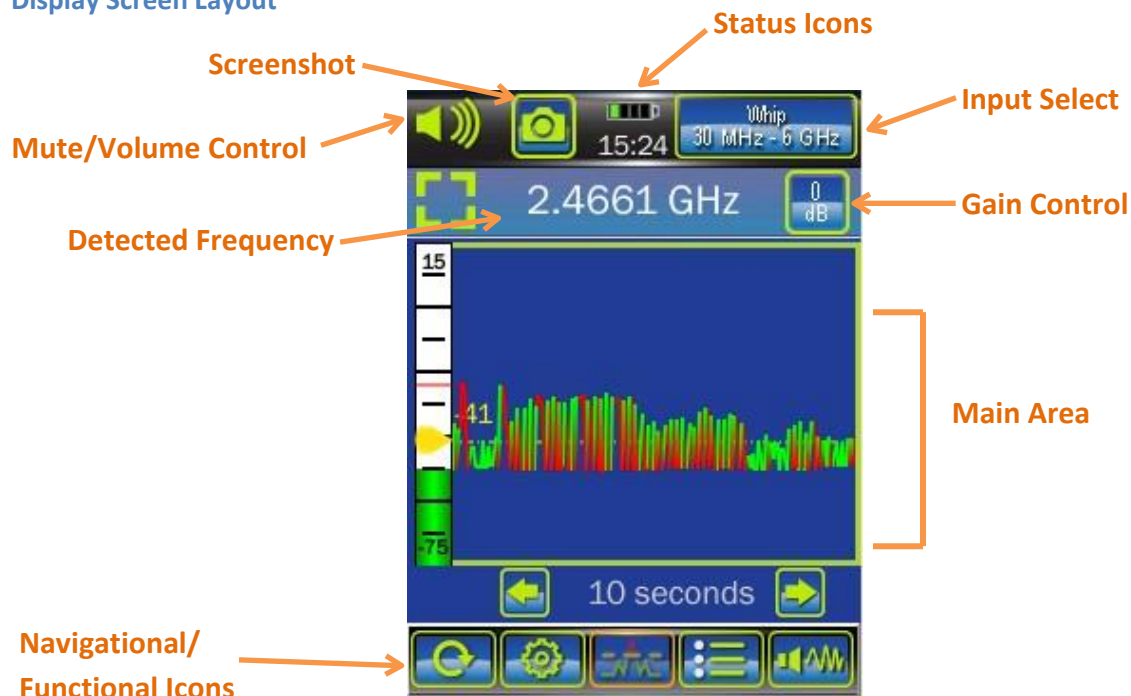 Display Screen Layout
Status Icons
Screenshot
Input Select
Mute/Volume Control
15:24
Whip
30 MHz - 6 GHz
2.4661 GHz
0
dB
Gain Control
Detected Frequency
15
-41
Main Area
-75
10 seconds
Navigational/
Functional Icons